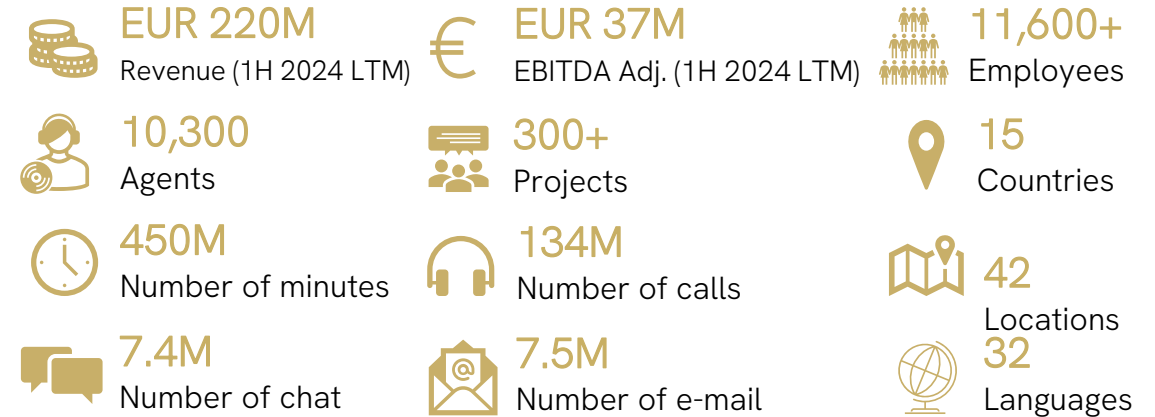 EUR 220M
Revenue (1H 2024 LTM)
EUR 37M
EBITDA Adj. (1H 2024 LTM)
11,600+
Employees
10,300
Agents
300+
Projects
15
Countries
450M
Number of minutes
134M
Number of calls
42
Locations
7.4M
Number of chat
@
7.5M
Number of e-mail
32
Languages